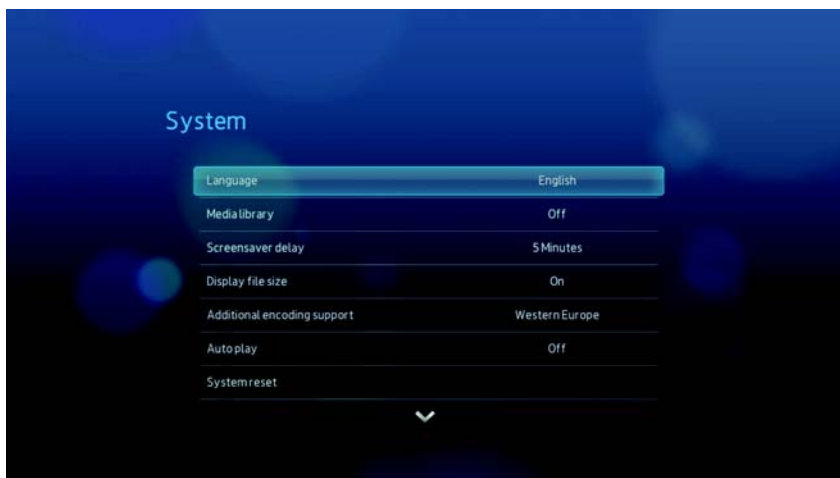 System
Language English
Media library Off
Screensaver delay 5 Minutes
Display file size On
Additional encoding support Western Europe
Auto play Off
System reset